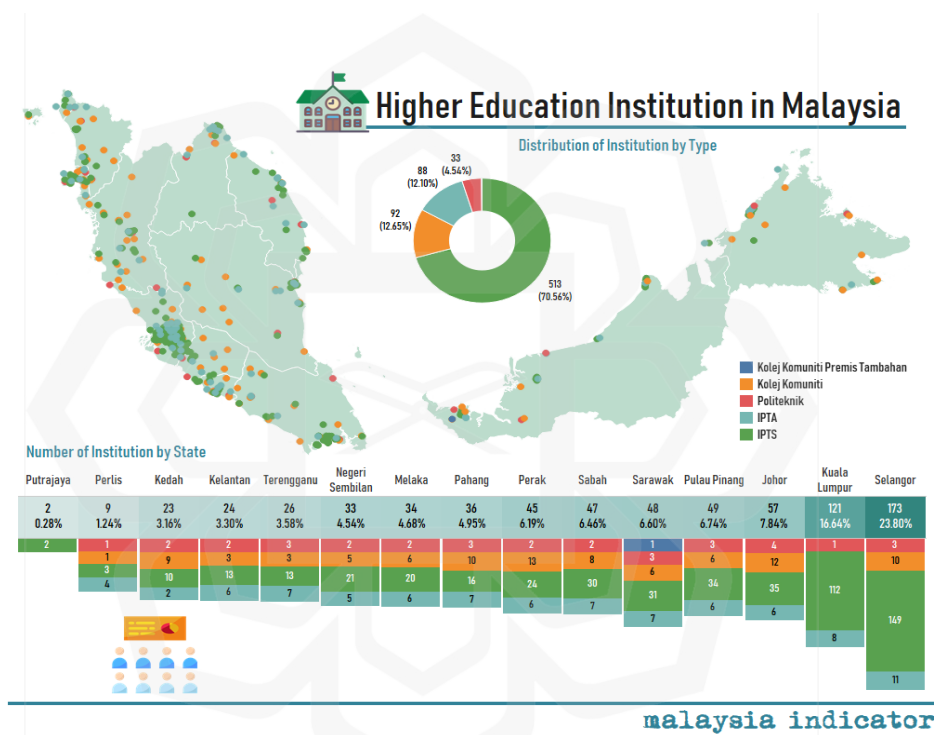 Higher Education Institution in Malaysia
Distribution of Institution by Type
33
(4.54%)
88
(12.10%)
92
(12.65%)
513
(70.56%)
Kolej Komuniti Premis Tambahan
Kolej Komuniti
Politeknik
IPTA
IPTS
Number of Institution by State
Putrajaya Perlis Kedah Kelantan Terengganu Negeri Sembilan Melaka Pahang Perak Sabah Sarawak Pulau Pinang Johor Kuala Lumpur Selangor
2 9 23 24 26 33 34 36 45 47 48 49 57 121 173
0.28% 1.24% 3.16% 3.30% 3.58% 4.54% 4.68% 4.95% 6.19% 6.46% 6.60% 6.74% 7.84% 16.64% 23.80%
2 1 2 2 3 2 2 3 2 2 1 3 4 1 3
1 9 3 3 5 6 10 13 8 3 6 12 112 10
3 10 13 13 21 20 16 24 30 6 34 35 8 149
4 2 6 7 5 6 7 6 7 31 6 6 11
7
malaysia indicator